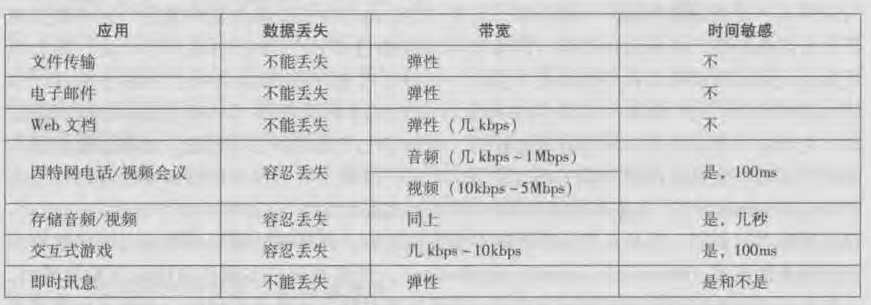 应用 数据丢失 带宽 时间敏感
文件传输 不能丢失 弹性 不
电子邮件 不能丢失 弹性 不
Web 文档 不能丢失 弹性（几 kbps） 不
因特网电话/视频会议 容忍丢失 音频（几 kbps ~ 1Mbps） 是，100ms
视频（10kbps ~ 5Mbps）
存储音频/视频 容忍丢失 同上 是，几秒
交互式游戏 容忍丢失 几 kbps ~ 10kbps 是，100ms
即时讯息 不能丢失 弹性 是和不是